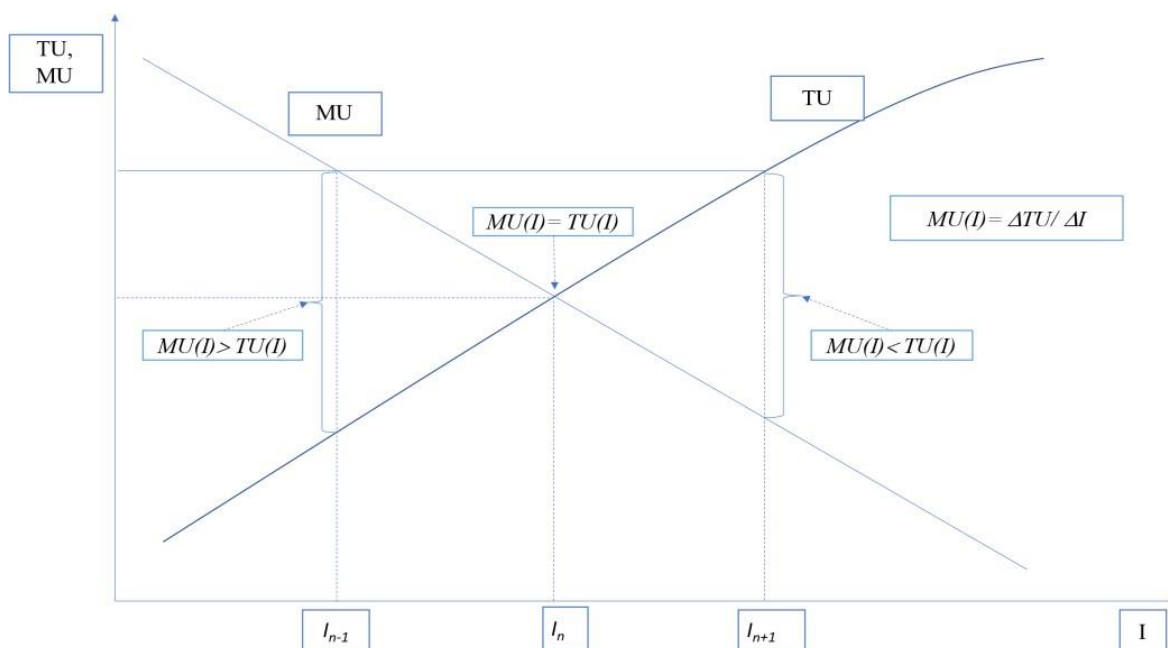 TU,
MU
MU
TU
MU(I)= TU(I)
MU(I)= ΔTU/ ΔI
MU(I)> TU(I)
MU(I)< TU(I)
In-1
In
In+1
I